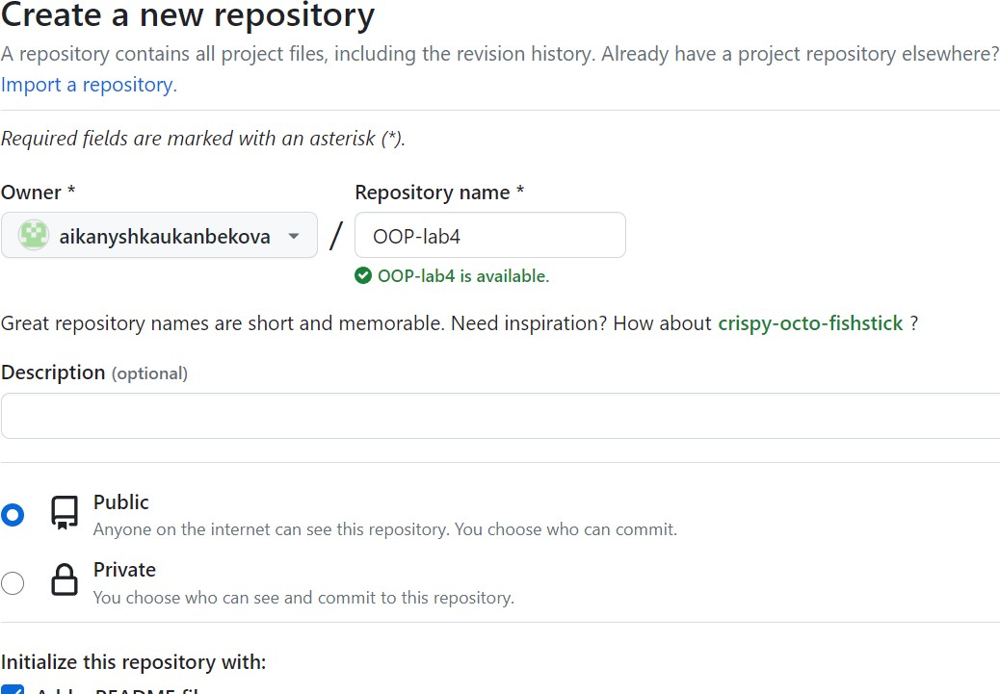 Create a new repository
A repository contains all project files, including the revision history. Already have a project repository elsewhere?
Import a repository.
Required fields are marked with an asterisk (*).
Owner *
Repository name *
aikanyshkaukanbekova / OOP-lab4
OOP-lab4 is available.
Great repository names are short and memorable. Need inspiration? How about crispy-octo-fishstick ?
Description (optional)
Public
Anyone on the internet can see this repository. You choose who can commit.
Private
You choose who can see and commit to this repository.
Initialize this repository with:
Add a README file